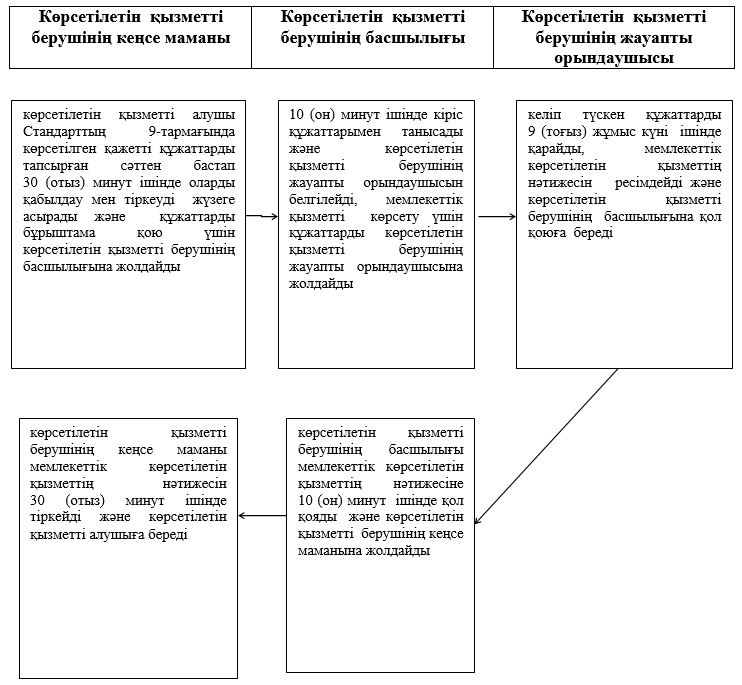 Көрсетілетін қызметті
берушінің кеңсе маманы
Көрсетілетін қызметті
берушінің басшылығы
Көрсетілетін қызметті
берушінің жауапты
орындаушысы
көрсетілетін қызметті алушы
Стандарттың 9-тармағында
көрсетілген қажетті құжаттарды
тапсырған сәттен бастап
30 (отыз) минут ішінде оларды
қабылдау мен тіркеуді жүзеге
асырады және құжаттарды
бұрыштама қою үшін
көрсетілетін қызметті берушінің
басшылығына жолдайды
10 (он) минут ішінде кіріс
құжаттарымен танысады
және көрсетілетін
қызметті берушінің
жауапты орындаушысын
белгілейді, мемлекеттік
қызметті көрсету үшін
құжаттарды көрсетілетін
қызметті берушінің
жауапты орындаушысына
жолдайды
келіп түскен құжаттарды
9 (тоғыз) жұмыс күні ішінде
қарайды, мемлекеттік
көрсетілетін қызметтің
нәтижесін ресімдейді және
көрсетілетін қызметті
берушінің басшылығына қол
қоюға береді
көрсетілетін қызметті
берушінің кеңсе маманы
мемлекеттік көрсетілетін
қызметтің нәтижесін
30 (отыз) минут ішінде
тіркейді және көрсетілетін
қызметті алушыға береді
көрсетілетін қызметті
берушінің басшылығы
мемлекеттік көрсетілетін
қызметтің нәтижесіне
10 (он) минут ішінде қол
қояды және көрсетілетін
қызметті берушінің кеңсе
маманына жолдайды